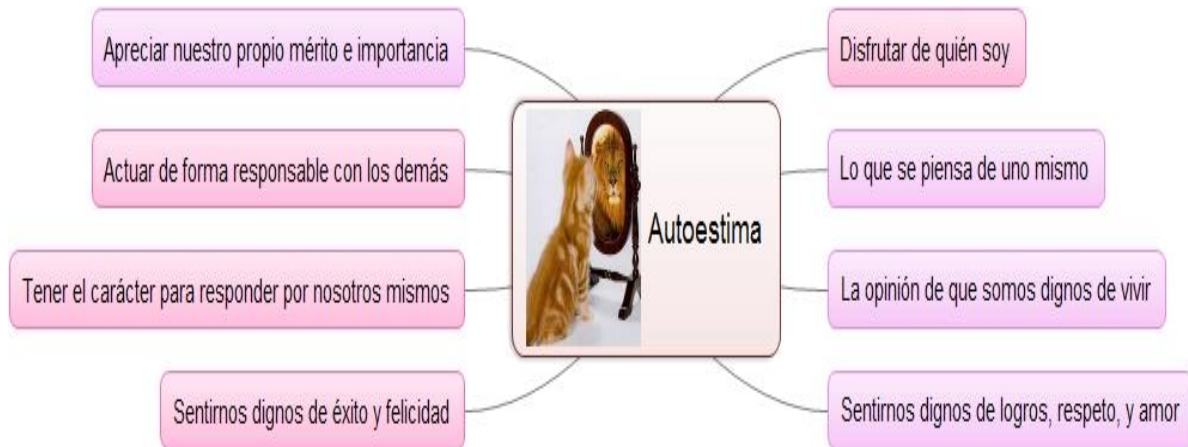 Apreciar nuestro propio mérito e importancia
Actuar de forma responsable con los demás
Tener el carácter para responder por nosotros mismos
Sentirnos dignos de éxito y felicidad
Autoestima
Disfrutar de quién soy
Lo que se piensa de uno mismo
La opinión de que somos dignos de vivir
Sentirnos dignos de logros, respeto, y amor